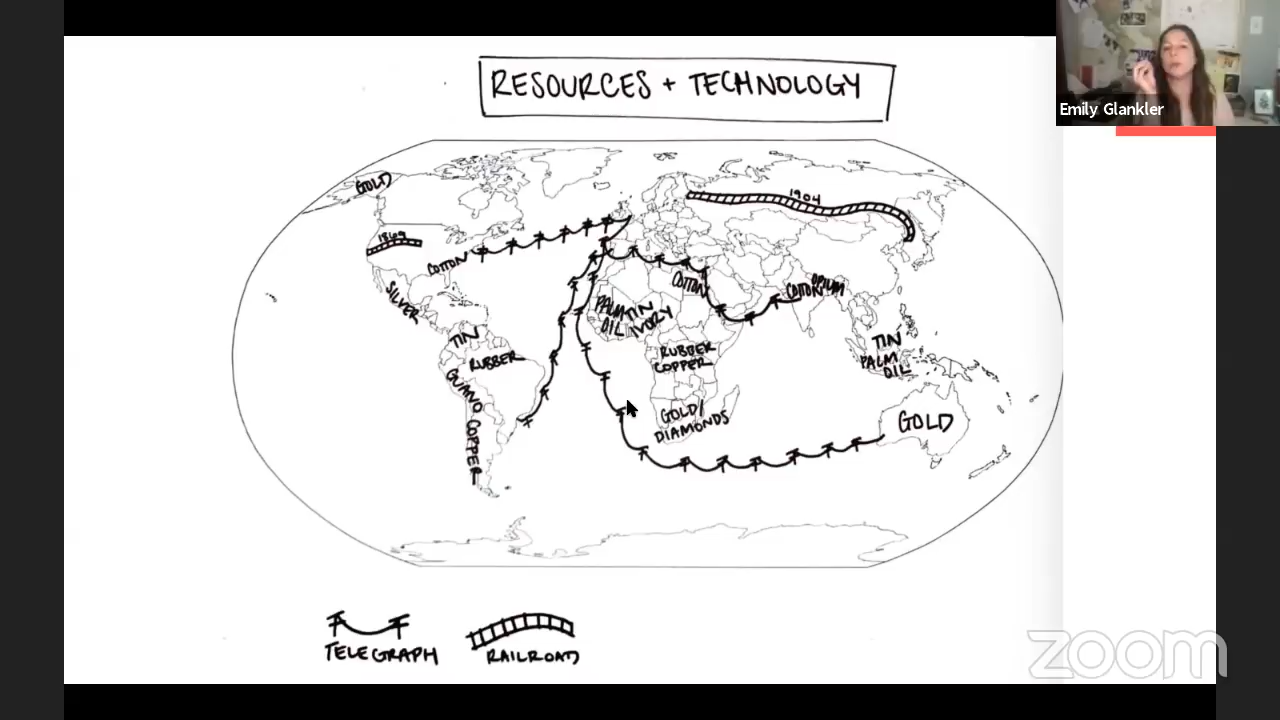 RESOURCES + TECHNOLOGY
Emily Glankler
GOLD
1904
1869
COTTON
COTTON
OPIUM
COTTON
SILVER
PALM
OIL
TIN
IVORY
TIN
RUBBER
RUBBER
COPPER
TIN
PALM
OIL
GUANO
COPPER
GOLD/
DIAMONDS
GOLD
TELEGRAPH
RAILROAD
zoom